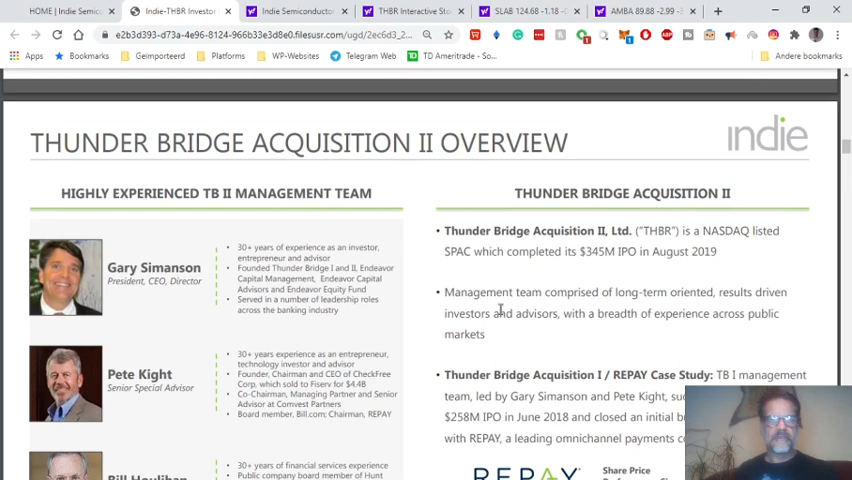 HOME | Indie Semic
Indie-THBR Investor
Indie Semiconductor
THBR Interactive Sto
SLAB 124.68 -1.18
AMBA 89.88 -2.99
e2b3d393-d73a-4e96-8124-966b33e3d8e0.filesusr.com/ugd/2ec6d3_2
Apps
Geimporteerd
Platforms
WP-Websites
Telegram Web
TD Ameritrade - So...
Andere bookmarks
THUNDER BRIDGE ACQUISITION II OVERVIEW
indie
HIGHLY EXPERIENCED TB II MANAGEMENT TEAM
Gary Simanson
President, CEO, Director
• 30+ years of experience as an investor,
entrepreneur and advisor
• Founded Thunder Bridge I and II, Endeavor
Capital Management, Endeavor Capital
Advisors and Endeavor Equity Fund
• Served in a number of leadership roles
across the banking industry
Pete Kight
Senior Special Advisor
• 30+ years experience as an entrepreneur,
technology investor and advisor
• Founder, Chairman and CEO of CheckFree
Corp, which sold to Fiserv for $4.4B
• Co-Chairman, Managing Partner and Senior
Advisor at Comvest Partners
• Board member, Bill.com; Chairman, REPAY
Bill Houlihan
• 30+ years of financial services experience
• Public company board member of Hunt
THUNDER BRIDGE ACQUISITION II
• Thunder Bridge Acquisition II, Ltd. ("THBR") is a NASDAQ listed
SPAC which completed its $345M IPO in August 2019
• Management team comprised of long-term oriented, results driven
investors and advisors, with a breadth of experience across public
markets
• Thunder Bridge Acquisition I / REPAY Case Study: TB I management
team, led by Gary Simanson and Pete Kight, su
$258M IPO in June 2018 and closed an initial bu
with REPAY, a leading omnichannel payments co
REPAY
Share Price